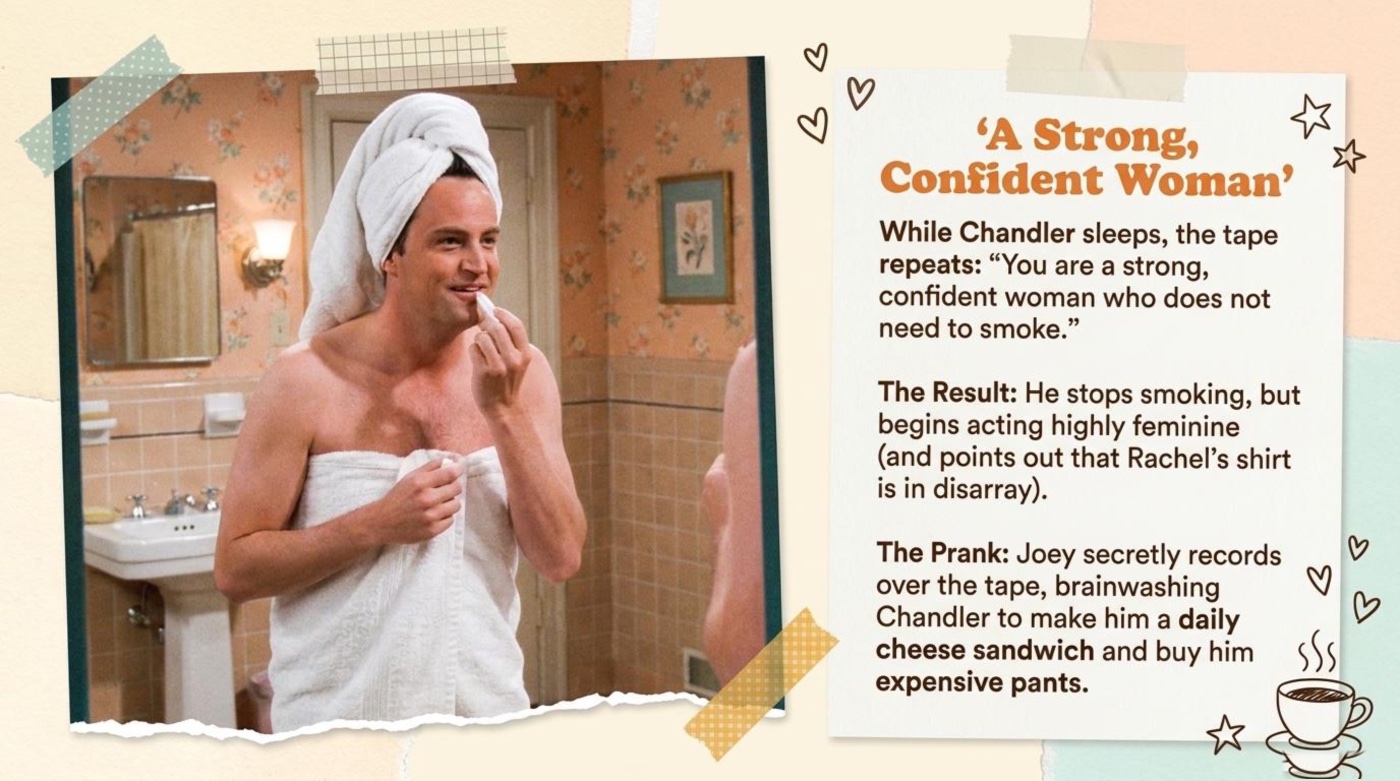 ‘A Strong,
Confident Woman’
While Chandler sleeps, the tape
repeats: “You are a strong,
confident woman who does not
need to smoke.”
The Result: He stops smoking, but
begins acting highly feminine
(and points out that Rachel’s shirt
is in disarray).
The Prank: Joey secretly records
over the tape, brainwashing
Chandler to make him a daily
cheese sandwich and buy him
expensive pants.